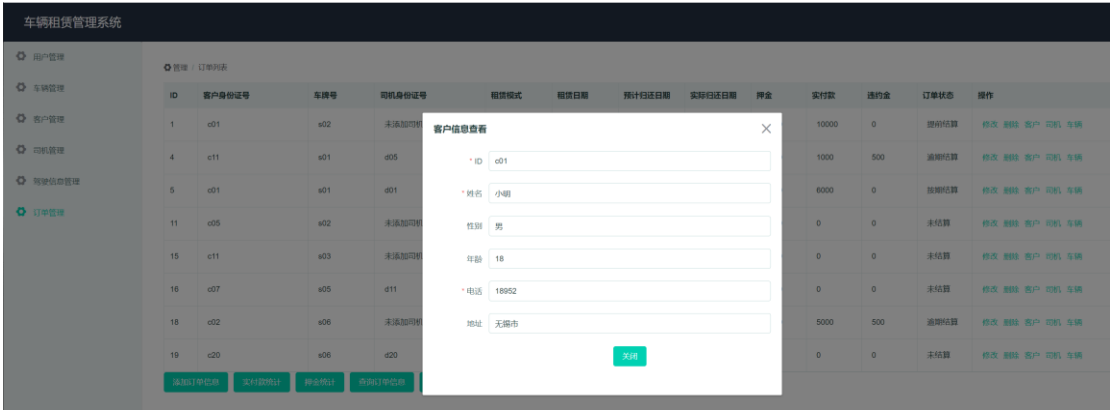 车辆租赁管理系统
用户管理
车辆管理
客户管理
司机管理
驾驶信息管理
订单管理
管理 / 订单列表
ID 客户身份证号 车牌号 司机身份证号 租赁模式 租赁日期 预计归还日期 实际归还日期 押金 实付款 违约金 订单状态 操作
1 c01 s02 未添加司机 10000 0 提前结算 修改 删除 客户 司机 车辆
4 c11 s01 d05 1000 500 逾期结算 修改 删除 客户 司机 车辆
5 c01 s01 d01 6000 0 按期结算 修改 删除 客户 司机 车辆
11 c05 s02 未添加司机 0 0 未结算 修改 删除 客户 司机 车辆
15 c11 s03 未添加司机 0 0 未结算 修改 删除 客户 司机 车辆
16 c07 s05 d11 0 0 未结算 修改 删除 客户 司机 车辆
18 c02 s06 未添加司机 5000 500 逾期结算 修改 删除 客户 司机 车辆
19 c20 s06 d20 0 0 未结算 修改 删除 客户 司机 车辆
添加订单信息 实付款统计 押金统计 查询订单信息
客户信息查看
* ID c01
* 姓名 小明
性别 男
年龄 18
* 电话 18952
地址 无锡市
关闭